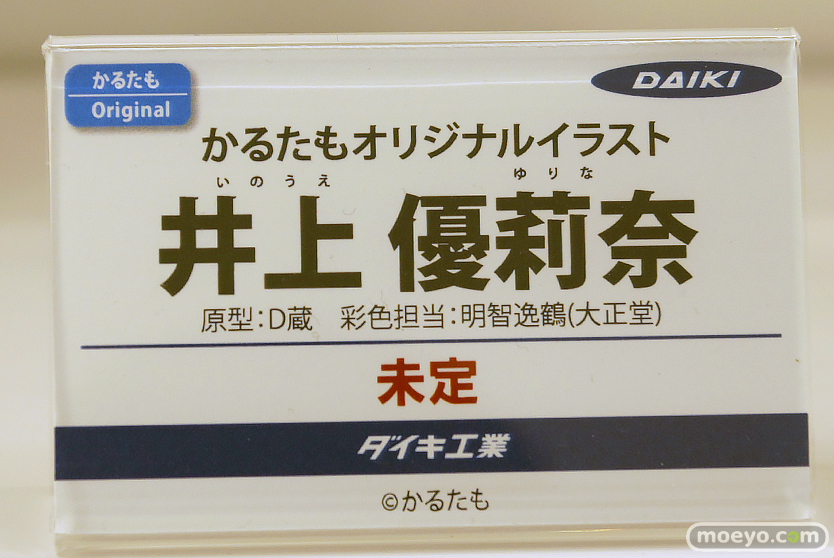 かるたも
Original
DAIKI
かるたもオリジナルイラスト
いのうえ ゆりな
井上 優莉奈
原型:D蔵 彩色担当:明智逸鶴(大正堂)
未定
ダイキ工業
©かるたも
moeyo.com